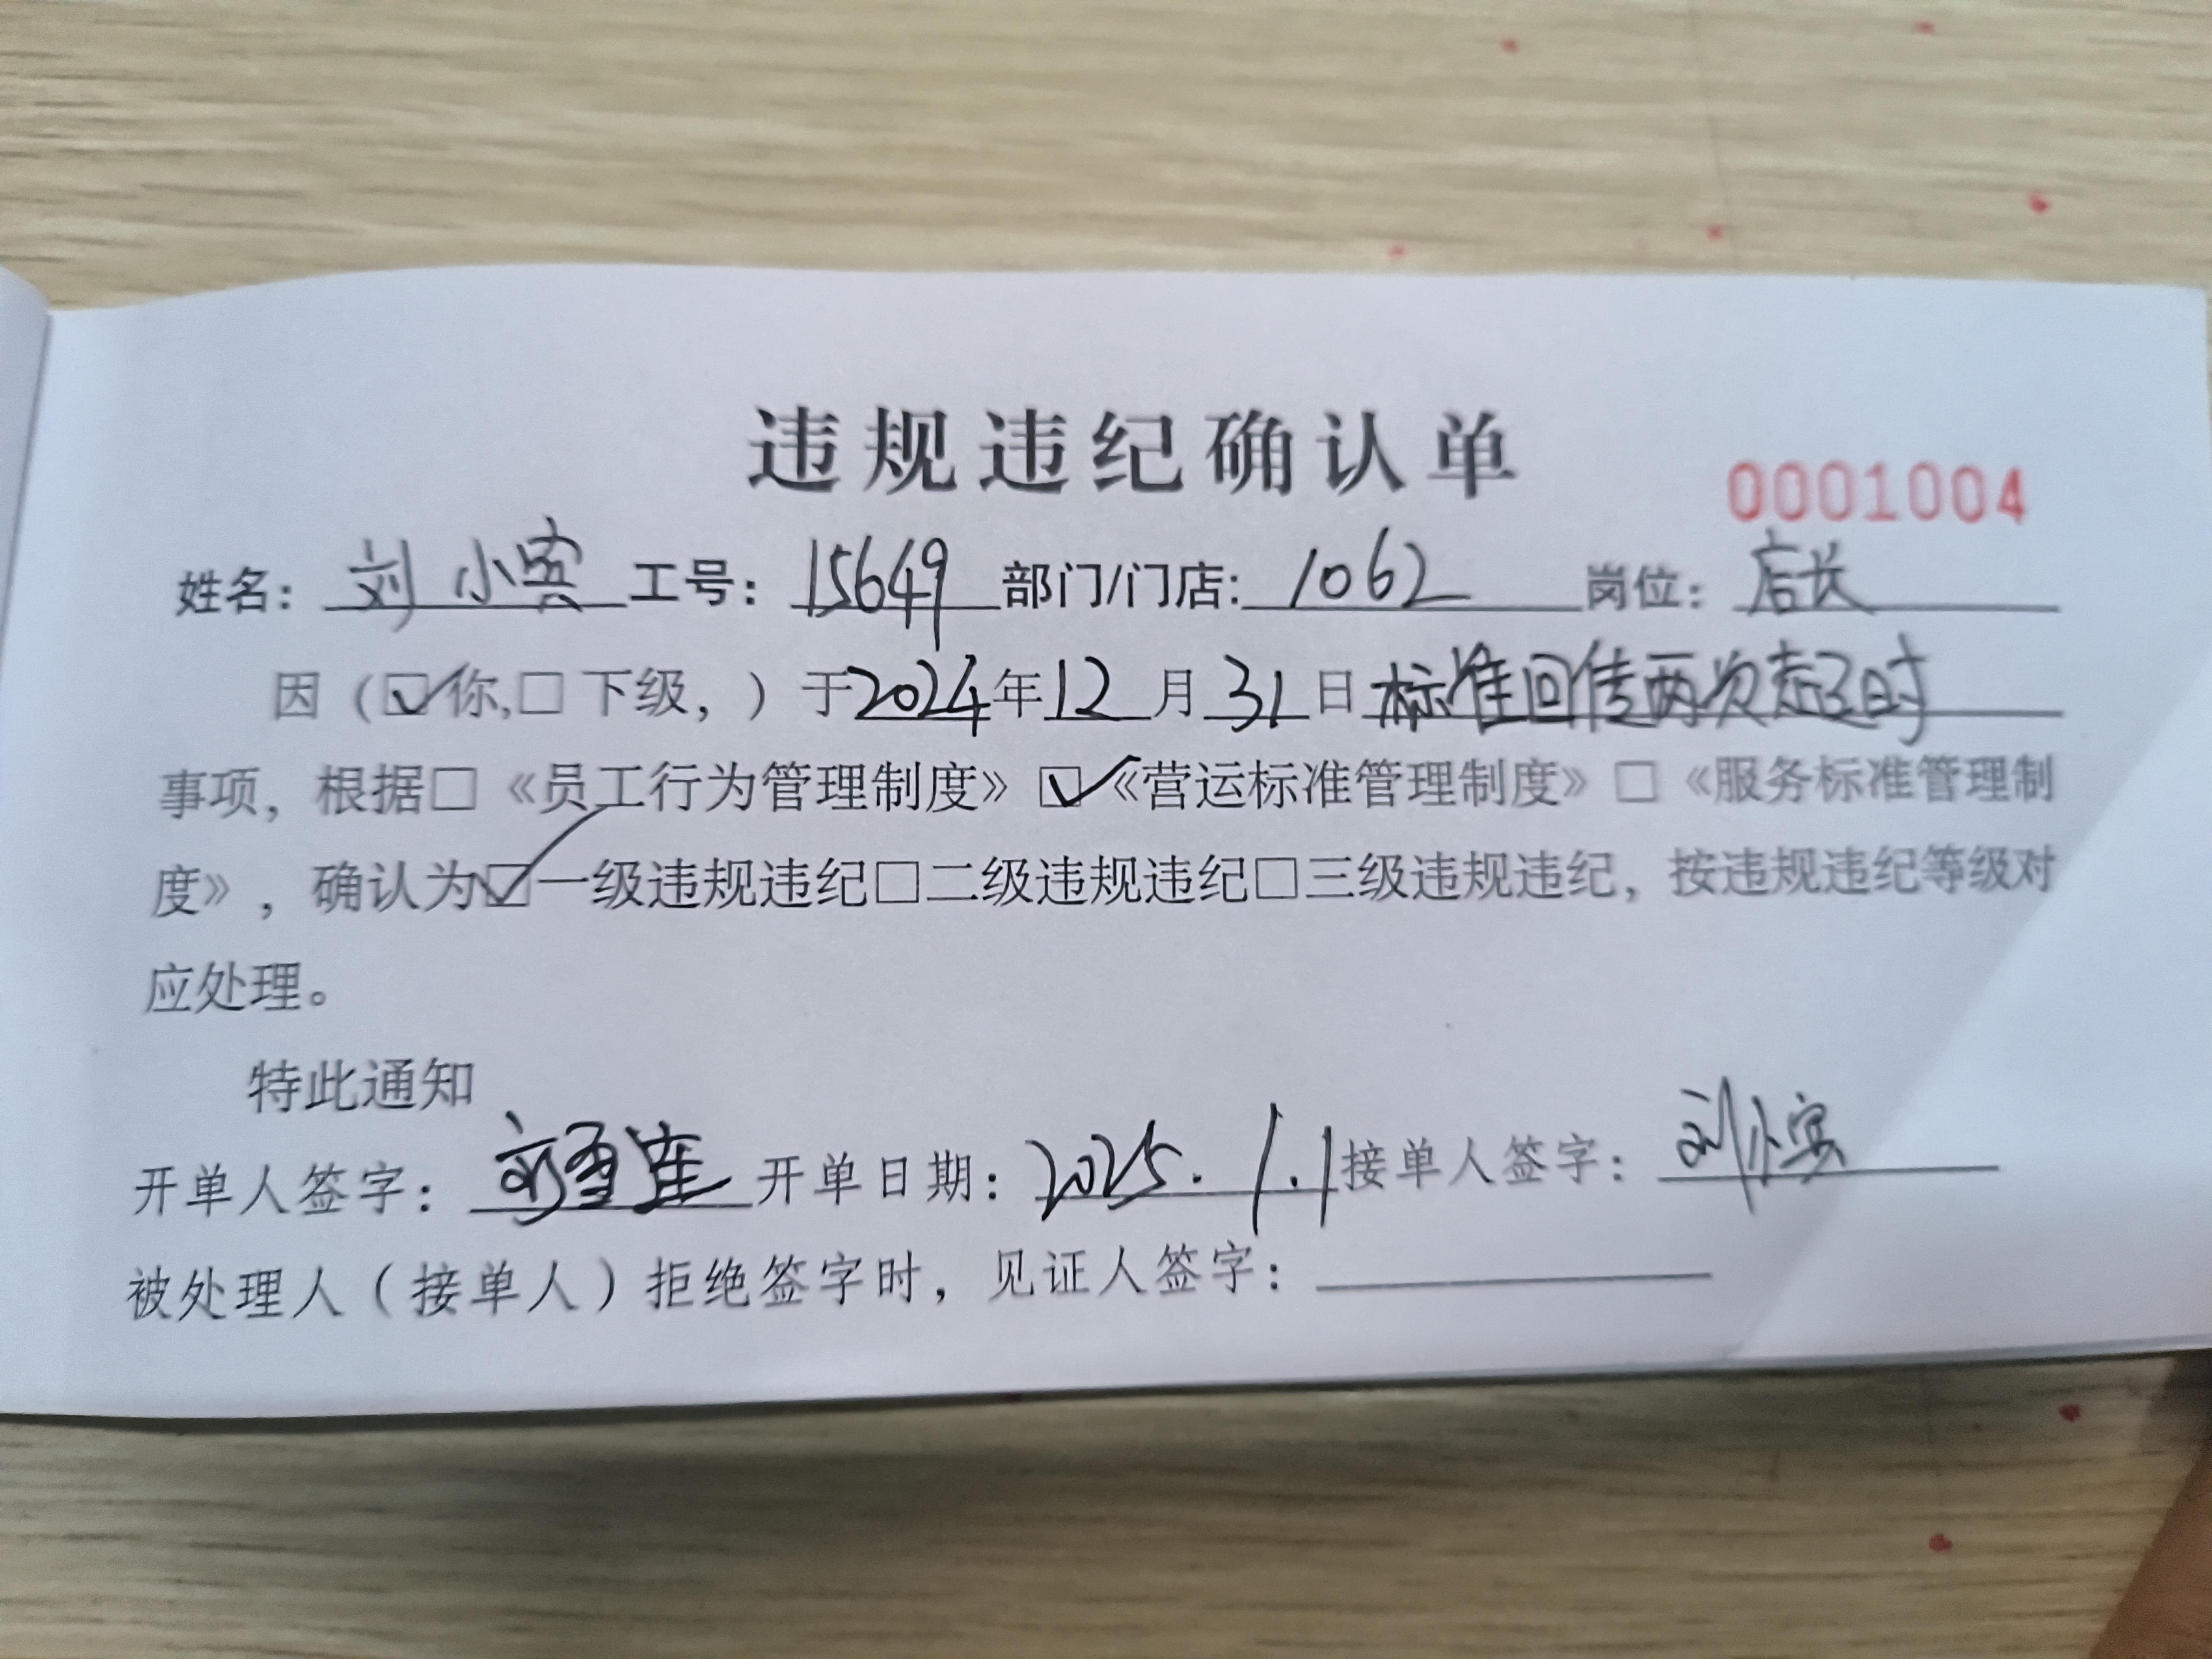 违规违纪确认单
0001004
姓名：刘小宾 工号：15649 部门/门店:1062 岗位：店长
因（☑你,□下级，）于2024年12月31日标准回传两次超时
事项，根据□《员工行为管理制度》☑《营运标准管理制度》□《服务标准管理制
度》，确认为☑一级违规违纪□二级违规违纪□三级违规违纪，按违规违纪等级对
应处理。
特此通知
开单人签字：刘雪 开单日期：2025.1.1接单人签字：刘小宾
被处理人（接单人）拒绝签字时，见证人签字：